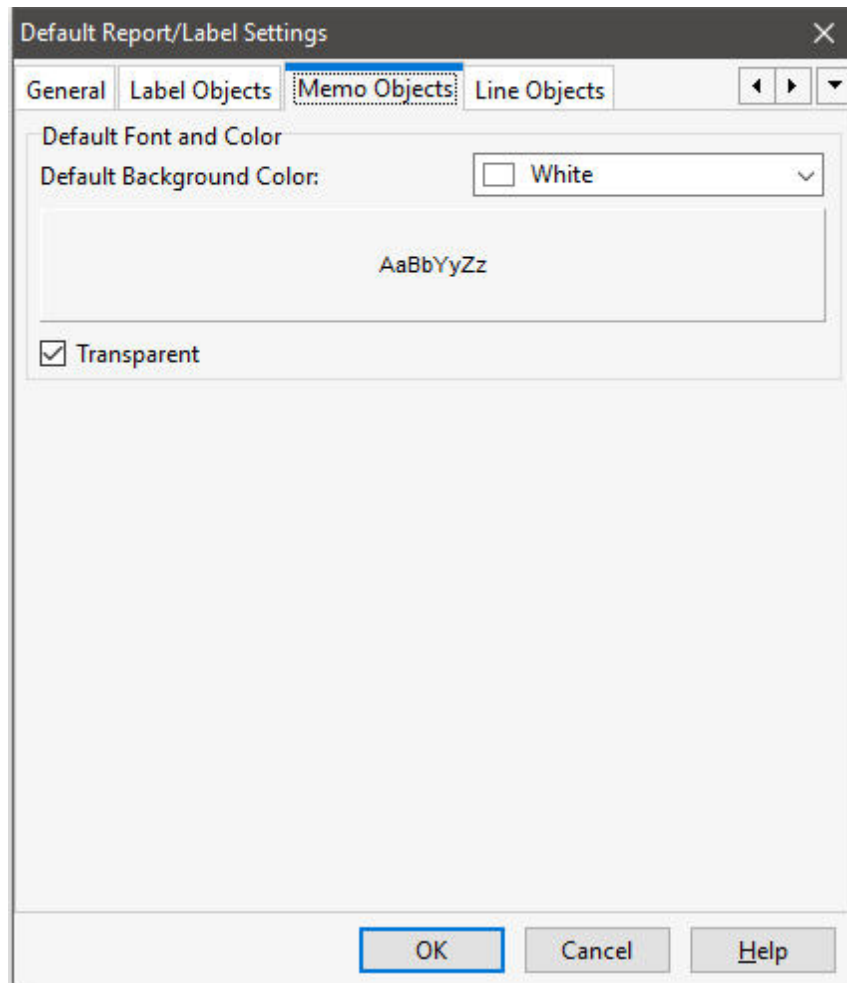 Default Report/Label Settings
General Label Objects Memo Objects Line Objects
Default Font and Color
Default Background Color: White
AaBbYyZz
Transparent
OK Cancel Help